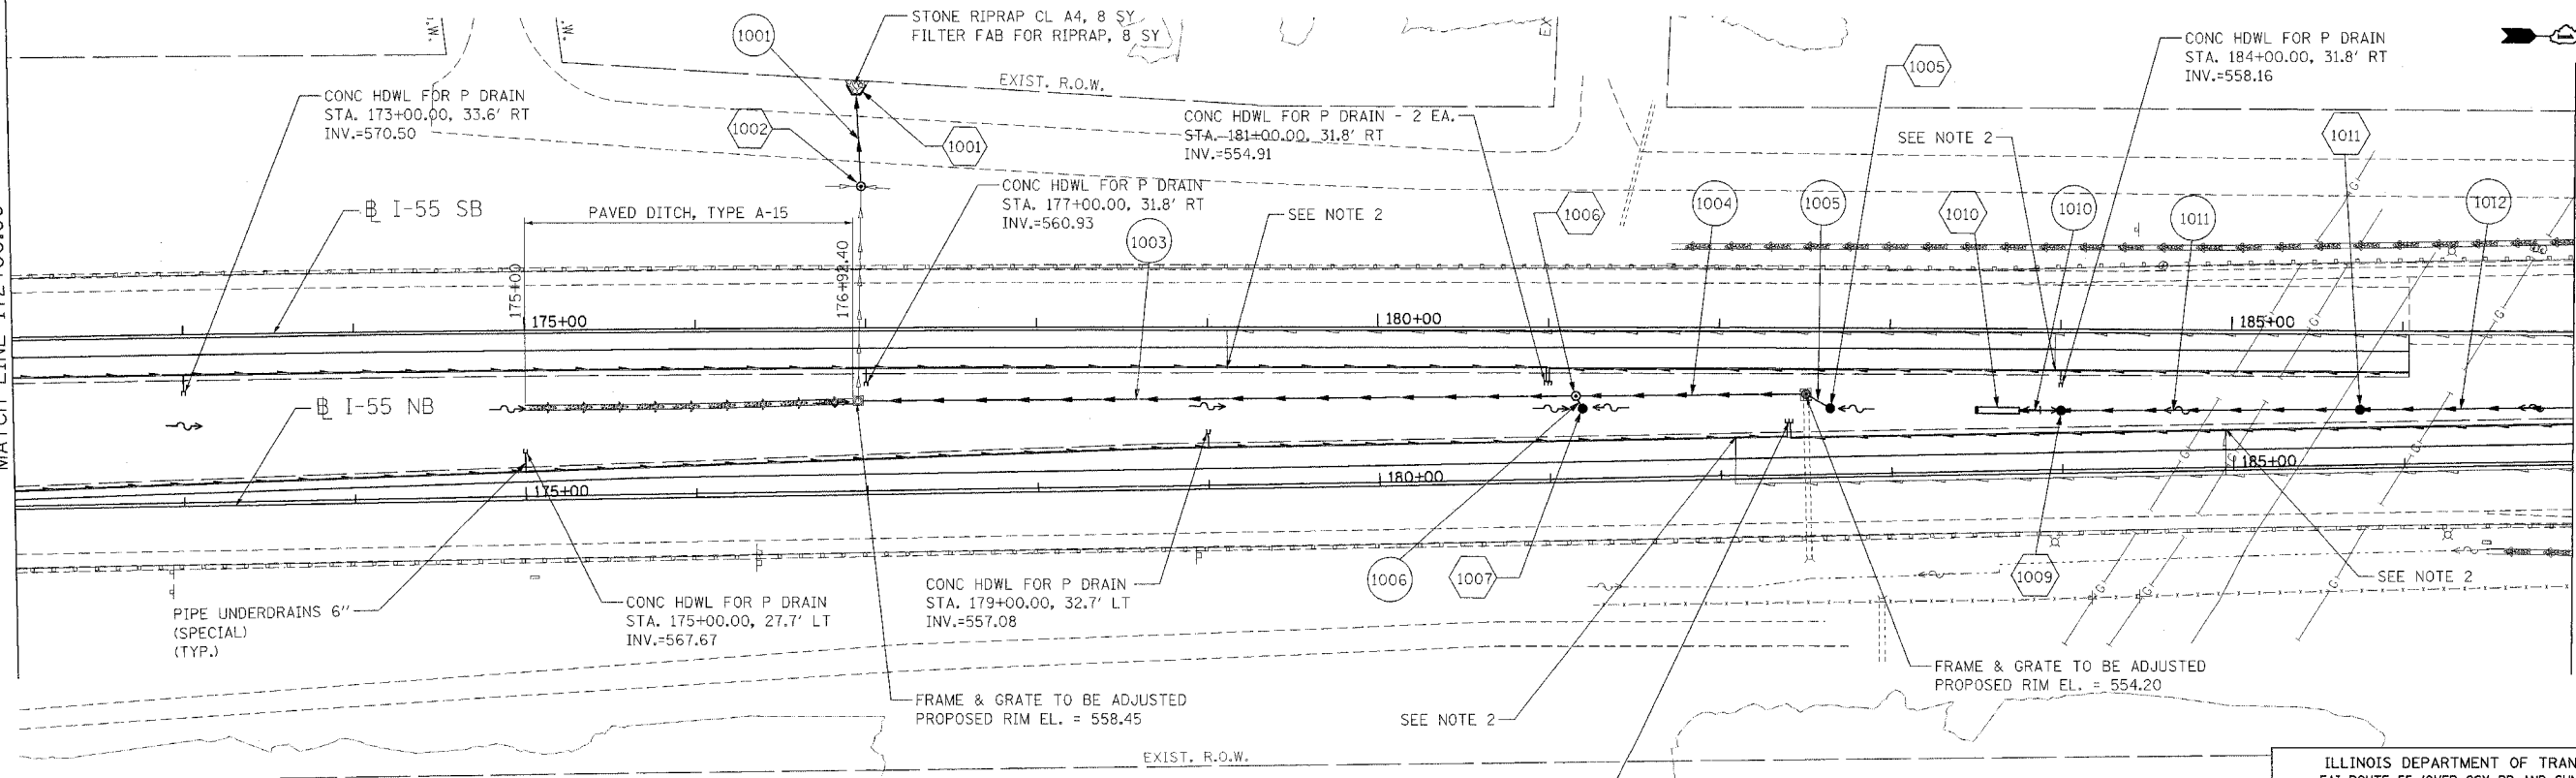 STONE RIPRAP CL A4, 8 SY
FILTER FAB FOR RIPRAP, 8 SY
1001
CONC HDWL FOR P DRAIN
STA. 184+00.00, 31.8' RT
INV.=558.16
1005
EXIST. R.O.W.
CONC HDWL FOR P DRAIN
STA. 173+00.00, 33.6' RT
INV.=570.50
1002
1001
CONC HDWL FOR P DRAIN - 2 EA.
STA. 181+00.00, 31.8' RT
INV.=554.91
SEE NOTE 2
1011
CONC HDWL FOR P DRAIN
STA. 177+00.00, 31.8' RT
INV.=560.93
℄ I-55 SB
PAVED DITCH, TYPE A-15
SEE NOTE 2
1003
1006
1004
1005
1010
1010
1011
1012
175+00
176+92.40
175+00
180+00
185+00
℄ I-55 NB
175+00
180+00
185+00
G
G
G
G
G
G
G
PIPE UNDERDRAINS 6"
(SPECIAL)
(TYP.)
CONC HDWL FOR P DRAIN
STA. 175+00.00, 27.7' LT
INV.=567.67
CONC HDWL FOR P DRAIN
STA. 179+00.00, 32.7' LT
INV.=557.08
1006
1007
1009
SEE NOTE 2
FRAME & GRATE TO BE ADJUSTED
PROPOSED RIM EL. = 558.45
SEE NOTE 2
FRAME & GRATE TO BE ADJUSTED
PROPOSED RIM EL. = 554.20
EXIST. R.O.W.
ILLINOIS DEPARTMENT OF TRAN